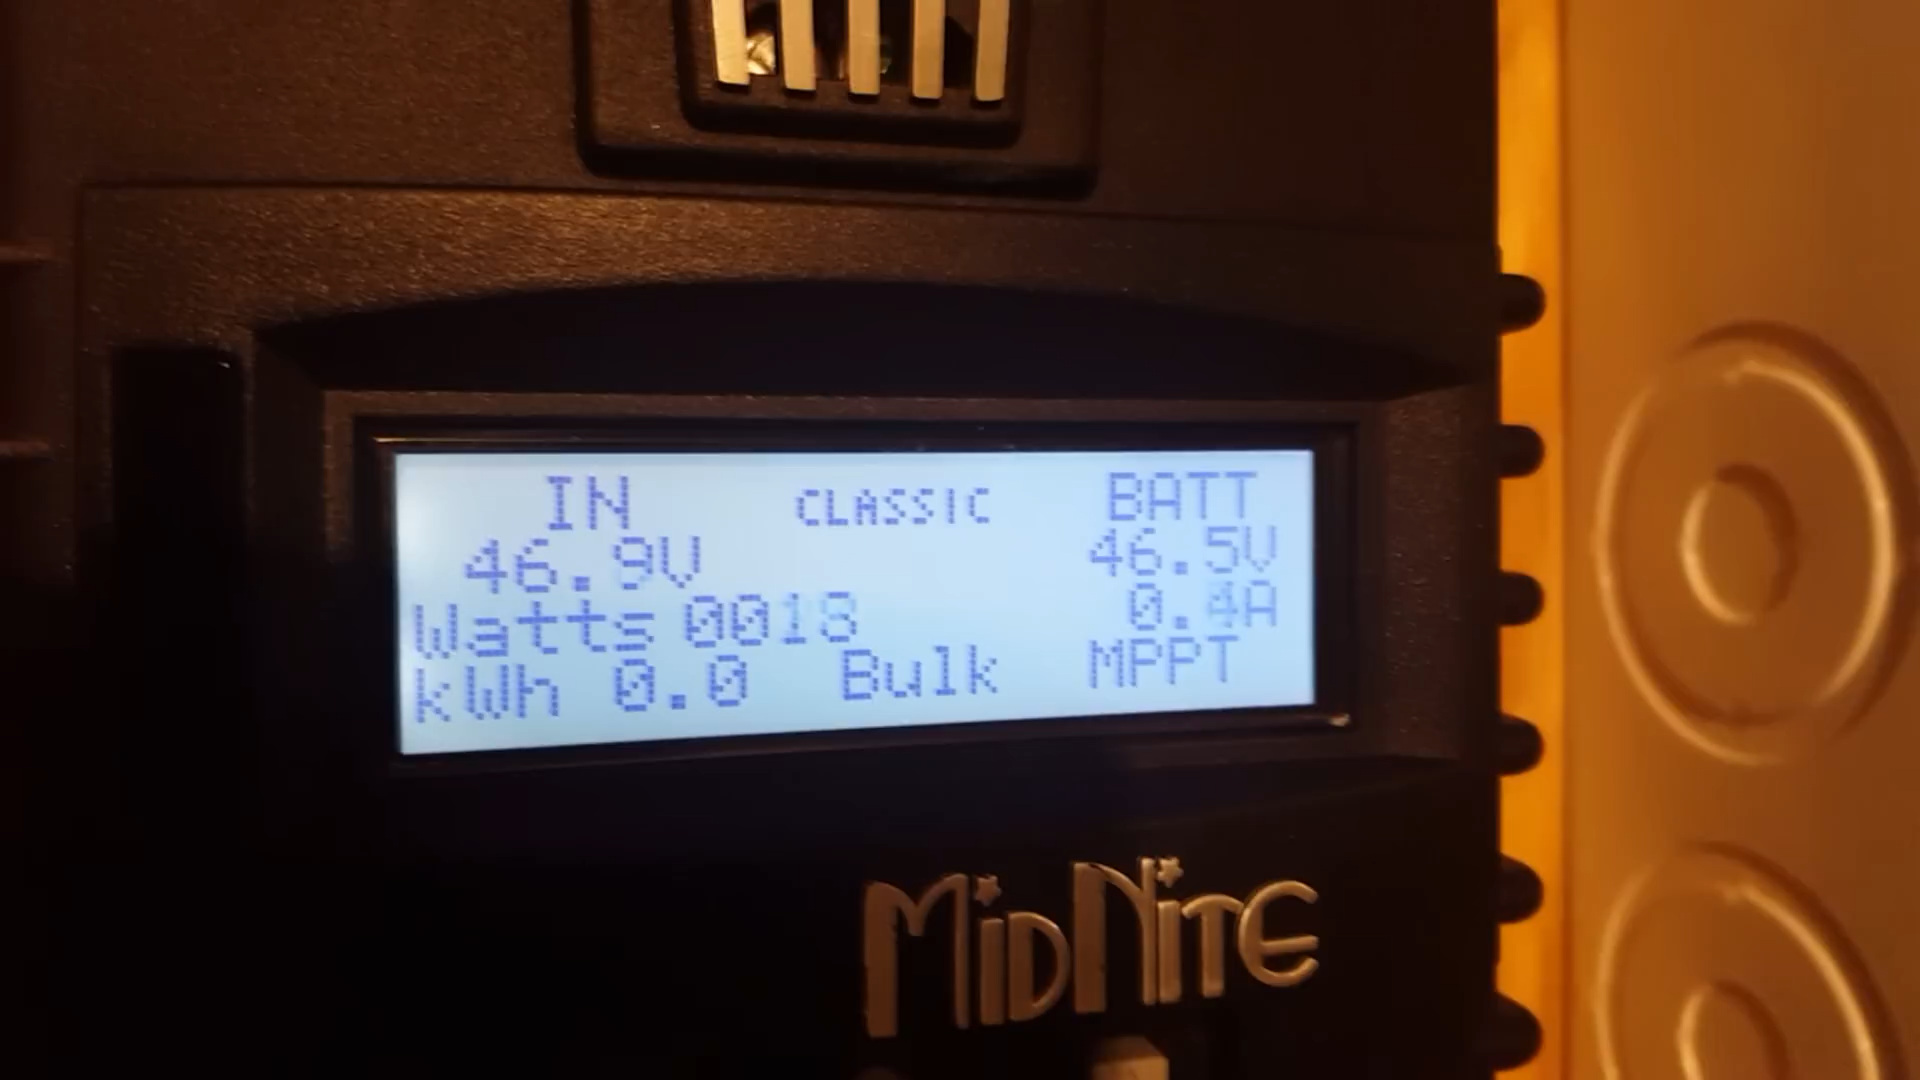 IN CLASSIC BATT
46.9V 46.5V
Watts 0018 0.4A
kWh 0.0 Bulk MPPT
MIDNITE